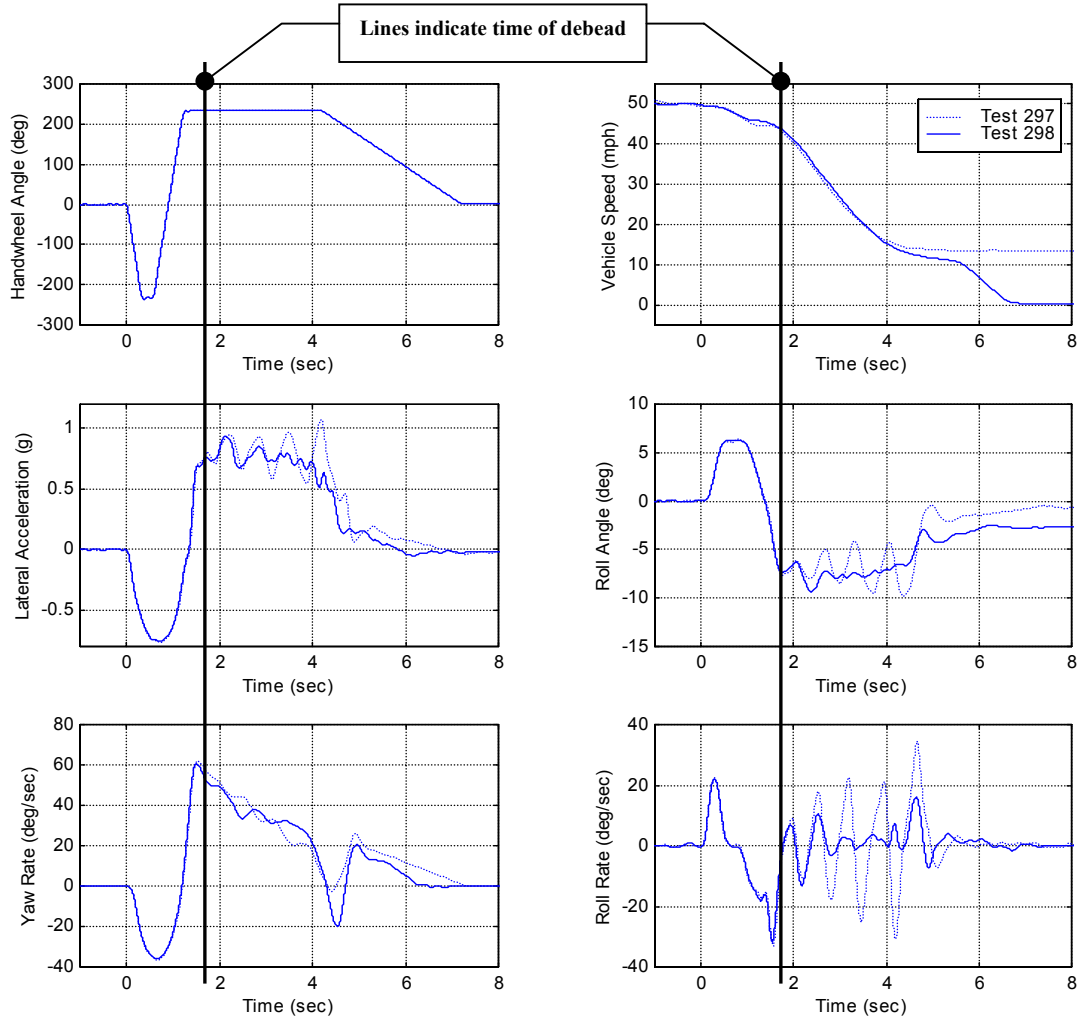 Lines indicate time of debead
300
200
100
0
-100
-200
-300
0 2 4 6 8
Time (sec)
Handwheel Angle (deg)
50
40
30
20
10
0
0 2 4 6 8
Time (sec)
Vehicle Speed (mph)
Test 297
Test 298
1
0.5
0
-0.5
0 2 4 6 8
Time (sec)
Lateral Acceleration (g)
10
5
0
-5
-10
-15
0 2 4 6 8
Time (sec)
Roll Angle (deg)
80
60
40
20
0
-20
-40
0 2 4 6 8
Time (sec)
Yaw Rate (deg/sec)
40
20
0
-20
-40
0 2 4 6 8
Time (sec)
Roll Rate (deg/sec)